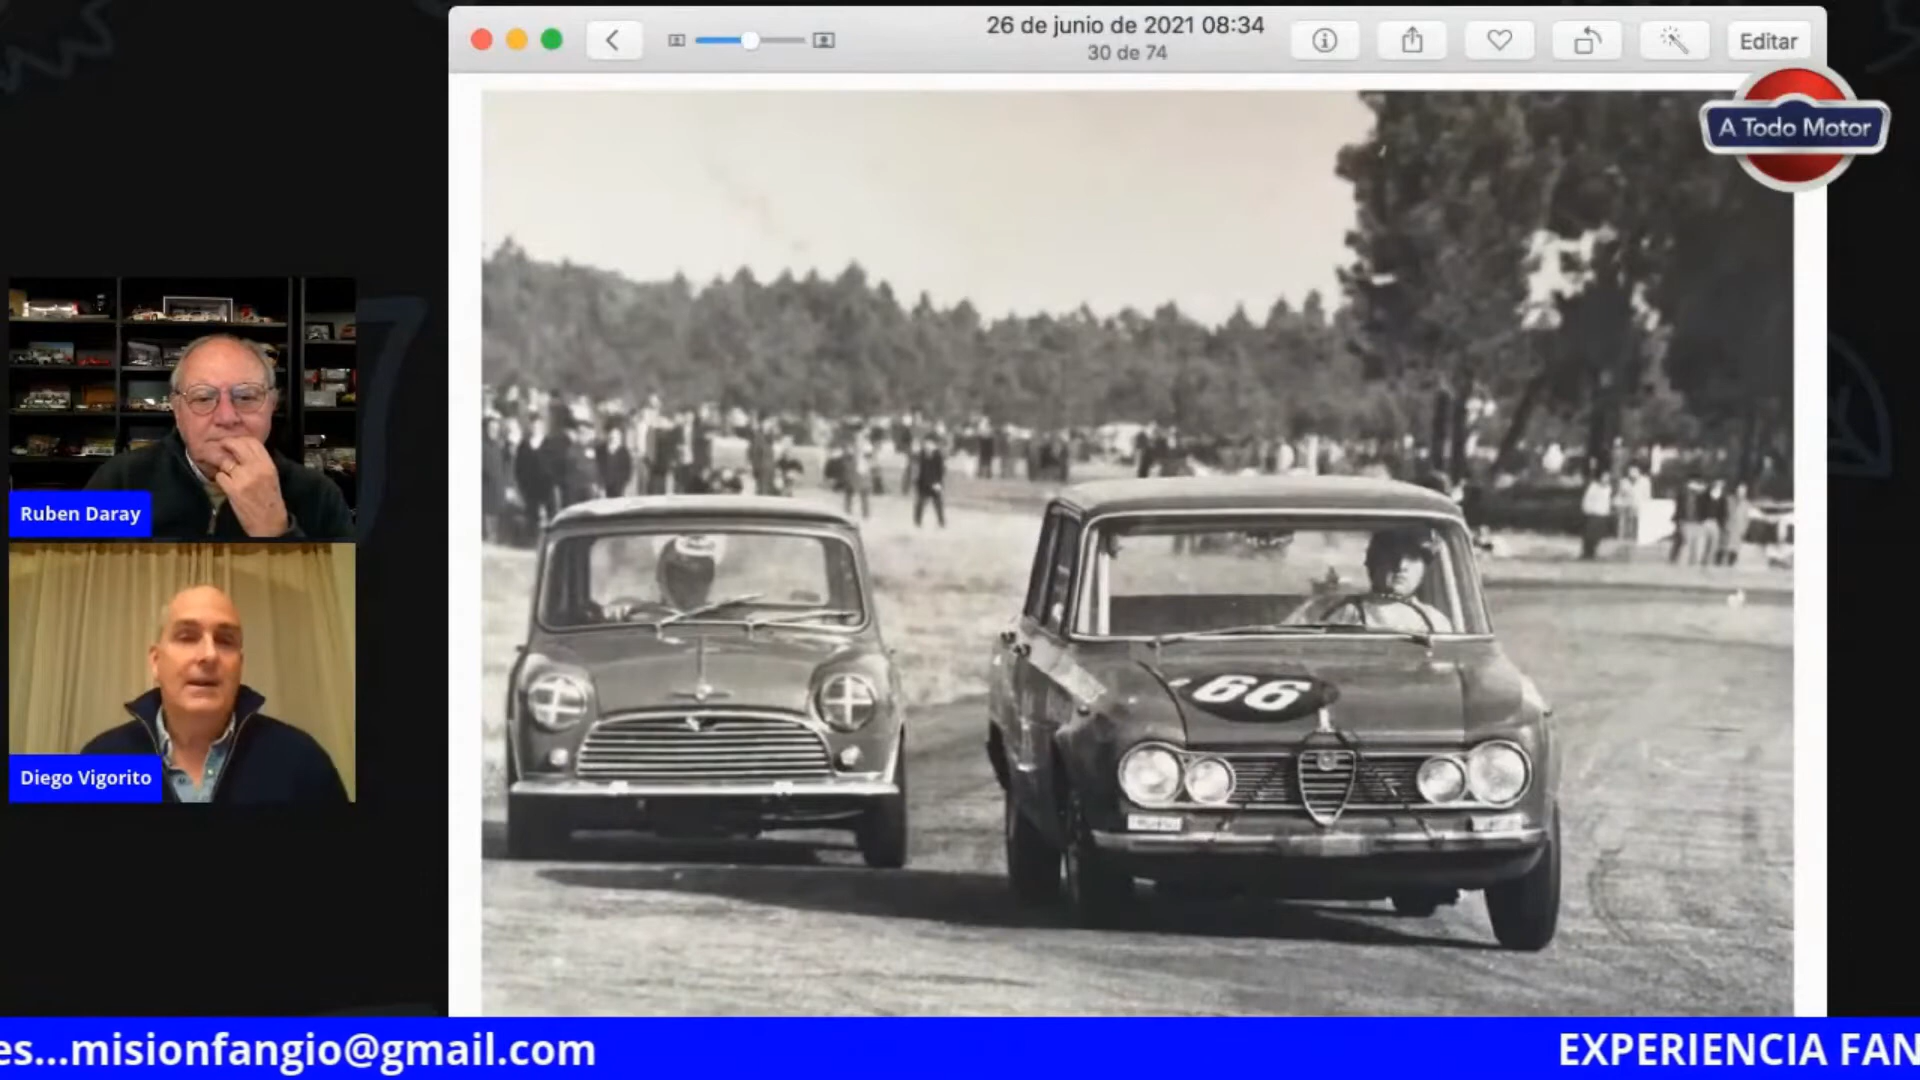 26 de junio de 2021 08:34
30 de 74
Editar
A Todo Motor
66
Ruben Daray
Diego Vigorito
es...misionfangio@gmail.com
EXPERIENCIA FAN